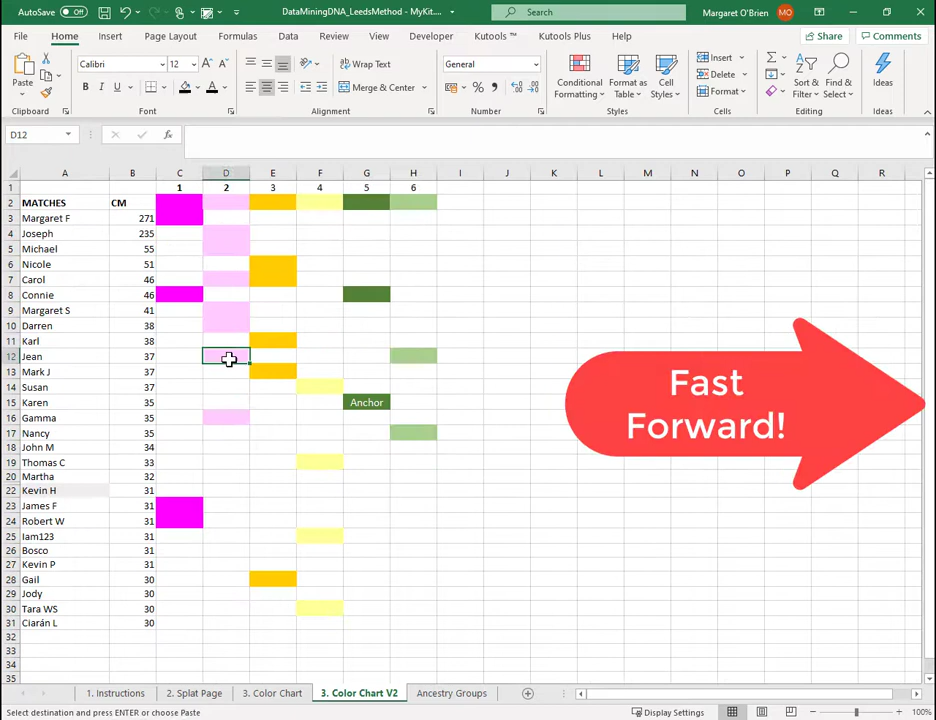 AutoSave Off DataMiningDNA_LeedsMethod - MyKit... Search Margaret O'Brien MO
File Home Insert Page Layout Formulas Data Review View Developer Kutools ™ Kutools Plus Help Share Comments
Paste Calibri 12 Wrap Text General Conditional Formatting Format as Table Cell Styles Insert Sort & Filter Find & Select Ideas
B I U A Merge & Center $ % Delete
Format
Clipboard Font Alignment Number Styles Cells Editing Ideas
D12 fx
A B C D E F G H I J K L M N O P Q R
1 1 2 3 4 5 6
2 MATCHES CM
3 Margaret F 271
4 Joseph 235
5 Michael 55
6 Nicole 51
7 Carol 46
8 Connie 46
9 Margaret S 41
10 Darren 38
11 Karl 38
12 Jean 37
13 Mark J 37
14 Susan 37
15 Karen 35 Anchor
16 Gamma 35
17 Nancy 35
18 John M 34
19 Thomas C 33
20 Martha 32
22 Kevin H 31
23 James F 31
24 Robert W 31
25 Iam123 31
26 Bosco 31
27 Kevin P 31
28 Gail 30
29 Jody 30
30 Tara WS 30
31 Ciarán L 30
32
33
34
35
Fast
Forward!
1. Instructions 2. Splat Page 3. Color Chart 3. Color Chart V2 Ancestry Groups
Select destination and press ENTER or choose Paste Display Settings 100%